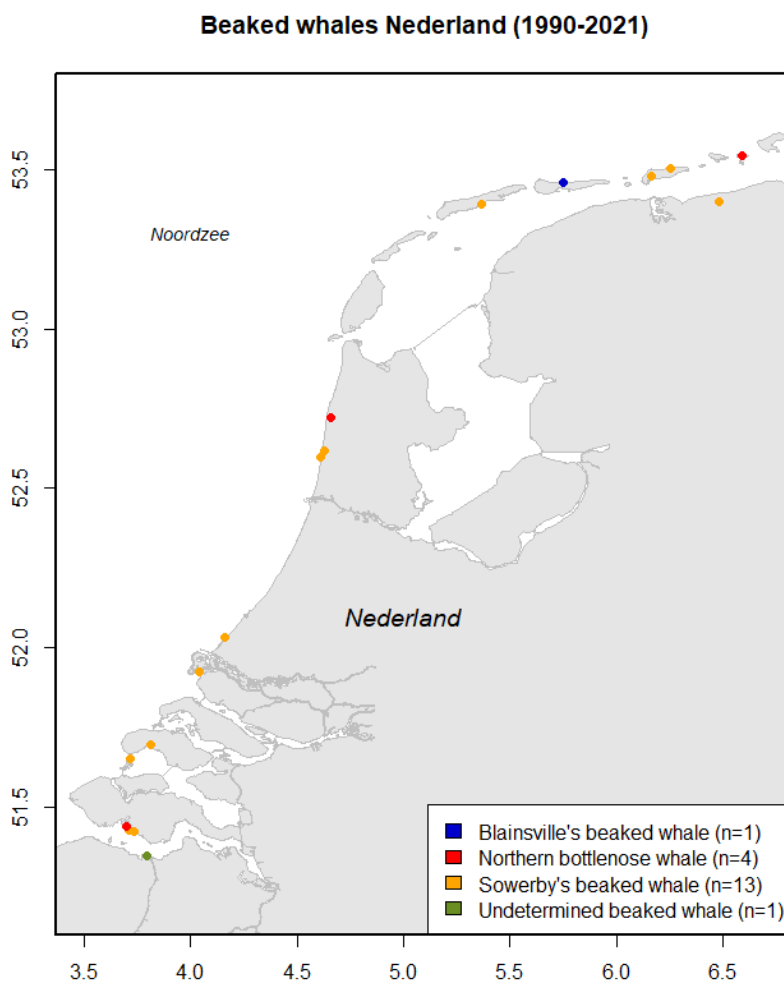 Beaked whales Nederland (1990-2021)
53.5
Noordzee
53.0
52.5
Nederland
52.0
51.5
Blainsville's beaked whale (n=1)
Northern bottlenose whale (n=4)
Sowerby's beaked whale (n=13)
Undetermined beaked whale (n=1)
3.5 4.0 4.5 5.0 5.5 6.0 6.5